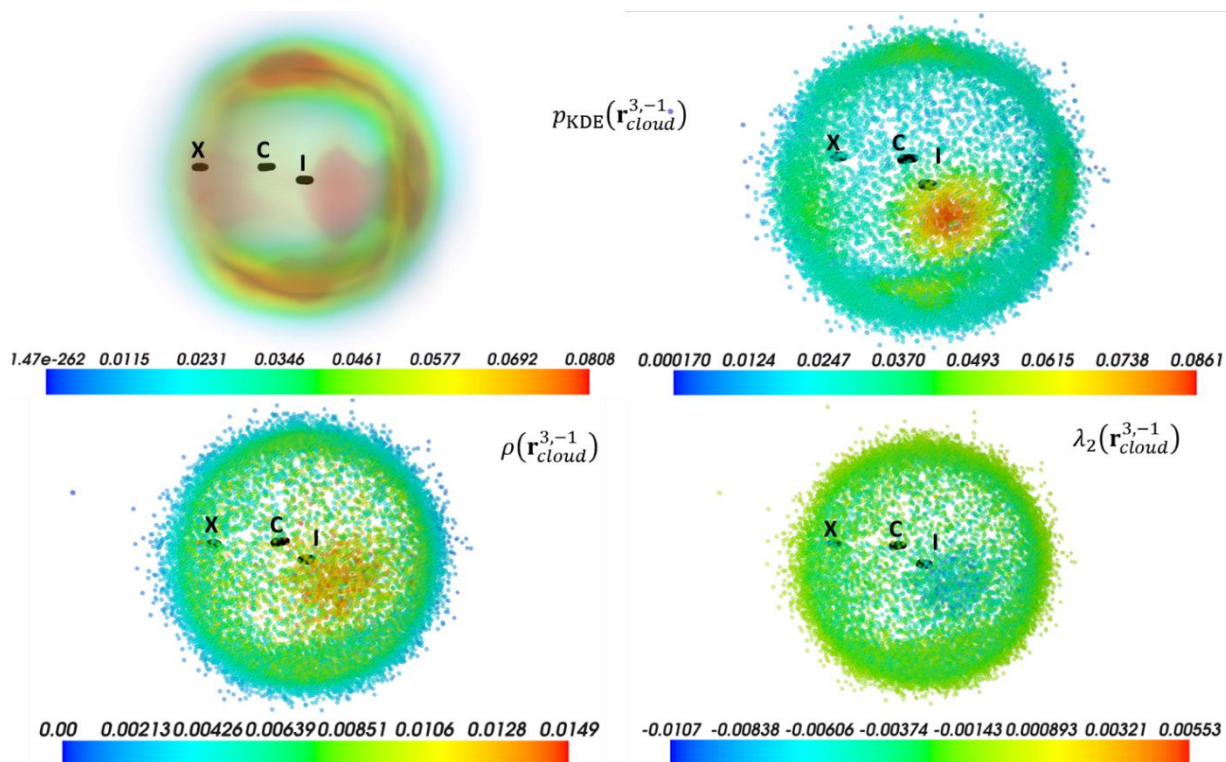 X C I
X C I
p_KDE(r^{3,−1}_{cloud})
1.47e-262 0.0115 0.0231 0.0346 0.0461 0.0577 0.0692 0.0808
0.000170 0.0124 0.0247 0.0370 0.0493 0.0615 0.0738 0.0861
X C I
ρ(r^{3,−1}_{cloud})
X C I
λ_2(r^{3,−1}_{cloud})
0.00 0.00213 0.00426 0.00639 0.00851 0.0106 0.0128 0.0149
-0.0107 -0.00838 -0.00606 -0.00374 -0.00143 0.000893 0.00321 0.00553